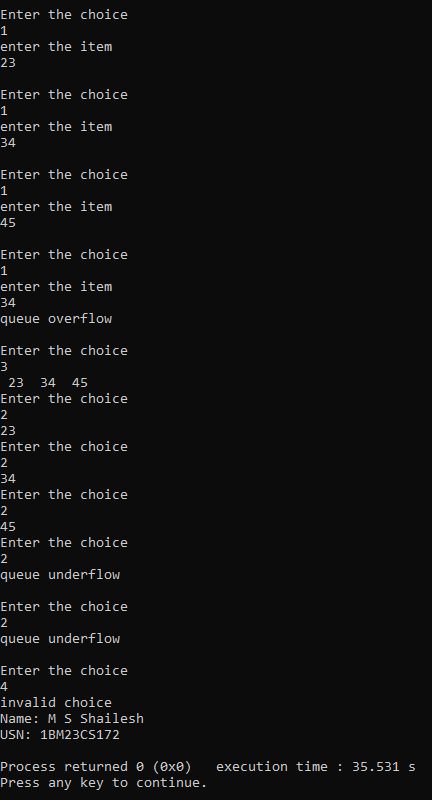 Enter the choice
1
enter the item
23
Enter the choice
1
enter the item
34
Enter the choice
1
enter the item
45
Enter the choice
1
enter the item
34
queue overflow
Enter the choice
3
 23  34  45
Enter the choice
2
23
Enter the choice
2
34
Enter the choice
2
45
Enter the choice
2
queue underflow
Enter the choice
2
queue underflow
Enter the choice
4
invalid choice
Name: M S Shailesh
USN: 1BM23CS172
Process returned 0 (0x0)   execution time : 35.531 s
Press any key to continue.